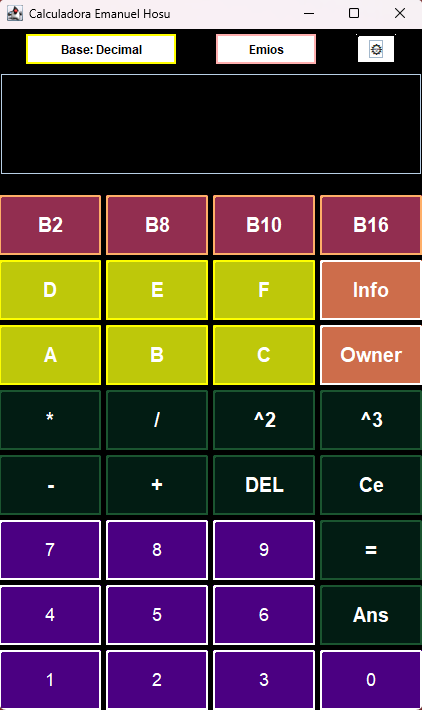 Calculadora Emanuel Hosu
Base: Decimal Emios
B2 B8 B10 B16
D E F Info
A B C Owner
* / ^2 ^3
- + DEL Ce
7 8 9 =
4 5 6 Ans
1 2 3 0